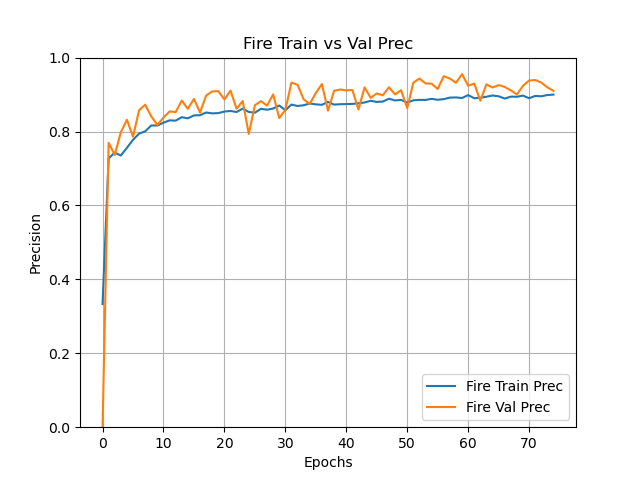 Fire Train vs Val Prec
1.0
0.8
0.6
0.4
0.2
0.0
Precision
0 10 20 30 40 50 60 70
Epochs
Fire Train Prec
Fire Val Prec